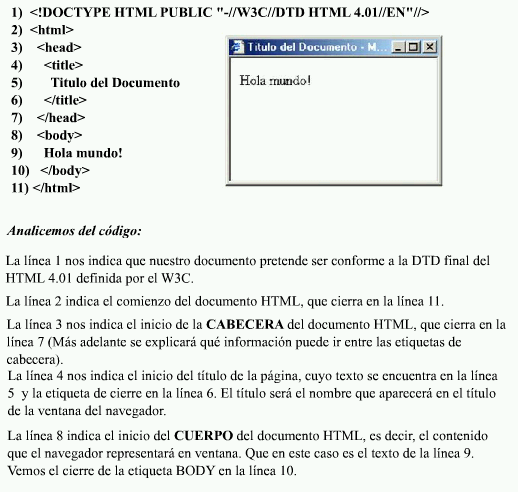 1) <!DOCTYPE HTML PUBLIC "-//W3C//DTD HTML 4.01//EN"//>
2) <html>
3) <head>
4) <title>
5) Titulo del Documento
6) </title>
7) </head>
8) <body>
9) Hola mundo!
10) </body>
11) </html>
Titulo del Documento - M...
Hola mundo!
Analicemos del código:
La línea 1 nos indica que nuestro documento pretende ser conforme a la DTD final del
HTML 4.01 definida por el W3C.
La línea 2 indica el comienzo del documento HTML, que cierra en la línea 11.
La línea 3 nos indica el inicio de la CABECERA del documento HTML, que cierra en la
línea 7 (Más adelante se explicará qué información puede ir entre las etiquetas de
cabecera).
La línea 4 nos indica el inicio del título de la página, cuyo texto se encuentra en la línea
5 y la etiqueta de cierre en la línea 6. El título será el nombre que aparecerá en el título
de la ventana del navegador.
La línea 8 indica el inicio del CUERPO del documento HTML, es decir, el contenido
que el navegador representará en ventana. Que en este caso es el texto de la línea 9.
Vemos el cierre de la etiqueta BODY en la línea 10.